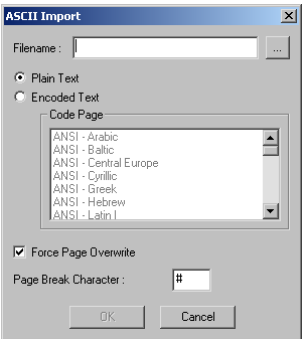 ASCII Import
Filename :
...
Plain Text
Encoded Text
Code Page
ANSI - Arabic
ANSI - Baltic
ANSI - Central Europe
ANSI - Cyrillic
ANSI - Greek
ANSI - Hebrew
ANSI - Latin I
Force Page Overwrite
Page Break Character : #
OK Cancel